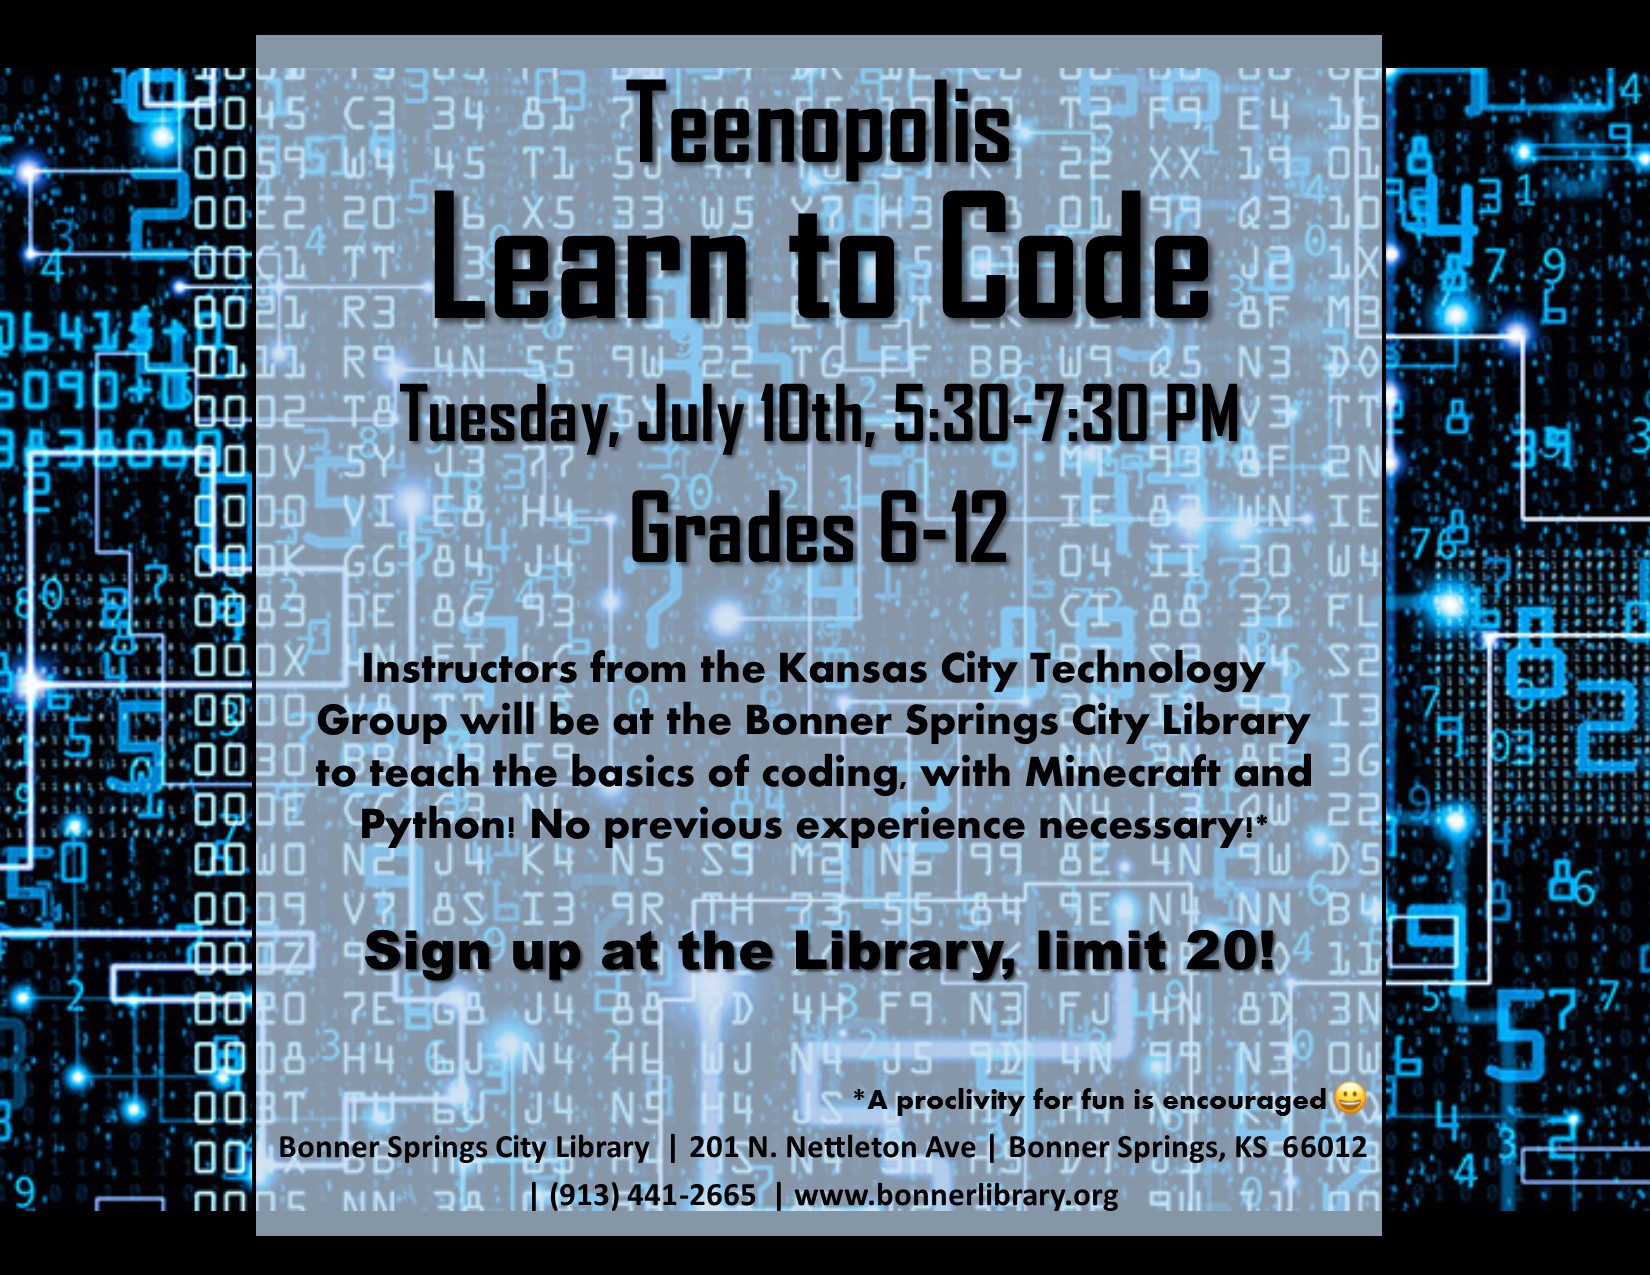 Teenopolis
Learn to Code
Tuesday, July 10th, 5:30-7:30 PM
Grades 6-12
Instructors from the Kansas City Technology
Group will be at the Bonner Springs City Library
to teach the basics of coding, with Minecraft and
Python! No previous experience necessary!*
Sign up at the Library, limit 20!
*A proclivity for fun is encouraged 😀
Bonner Springs City Library | 201 N. Nettleton Ave | Bonner Springs, KS 66012
| (913) 441-2665 | www.bonnerlibrary.org